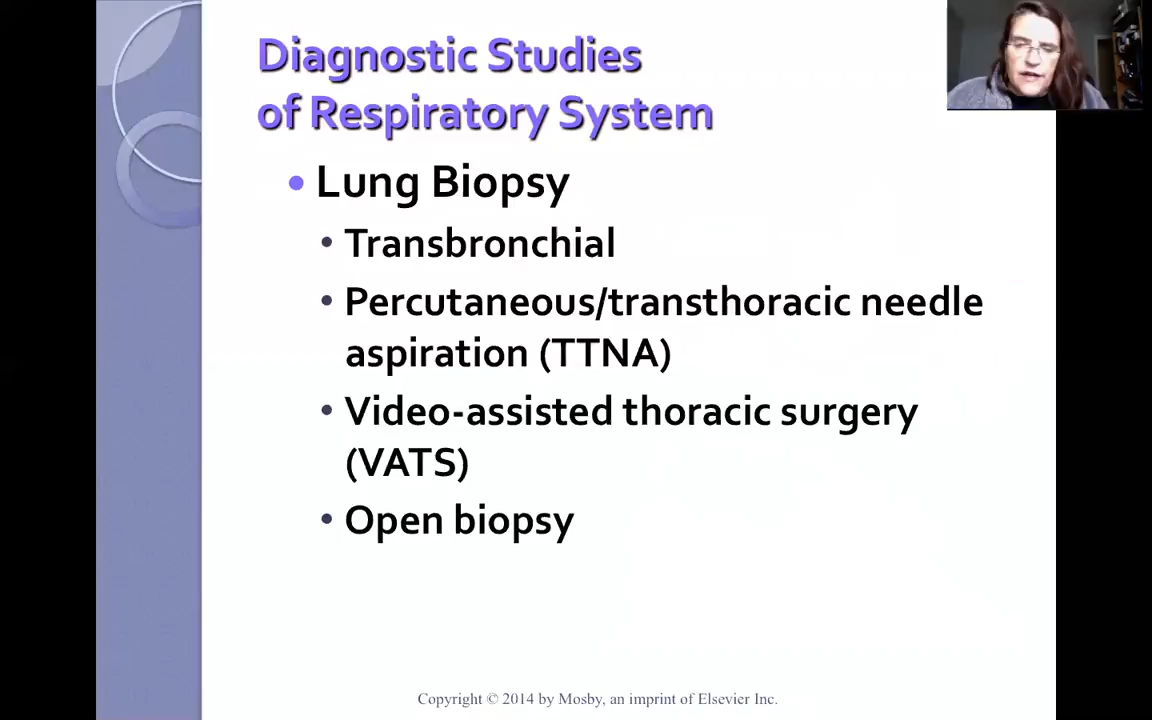 Diagnostic Studies
of Respiratory System
• Lung Biopsy
• Transbronchial
• Percutaneous/transthoracic needle
aspiration (TTNA)
• Video-assisted thoracic surgery
(VATS)
• Open biopsy
Copyright © 2014 by Mosby, an imprint of Elsevier Inc.